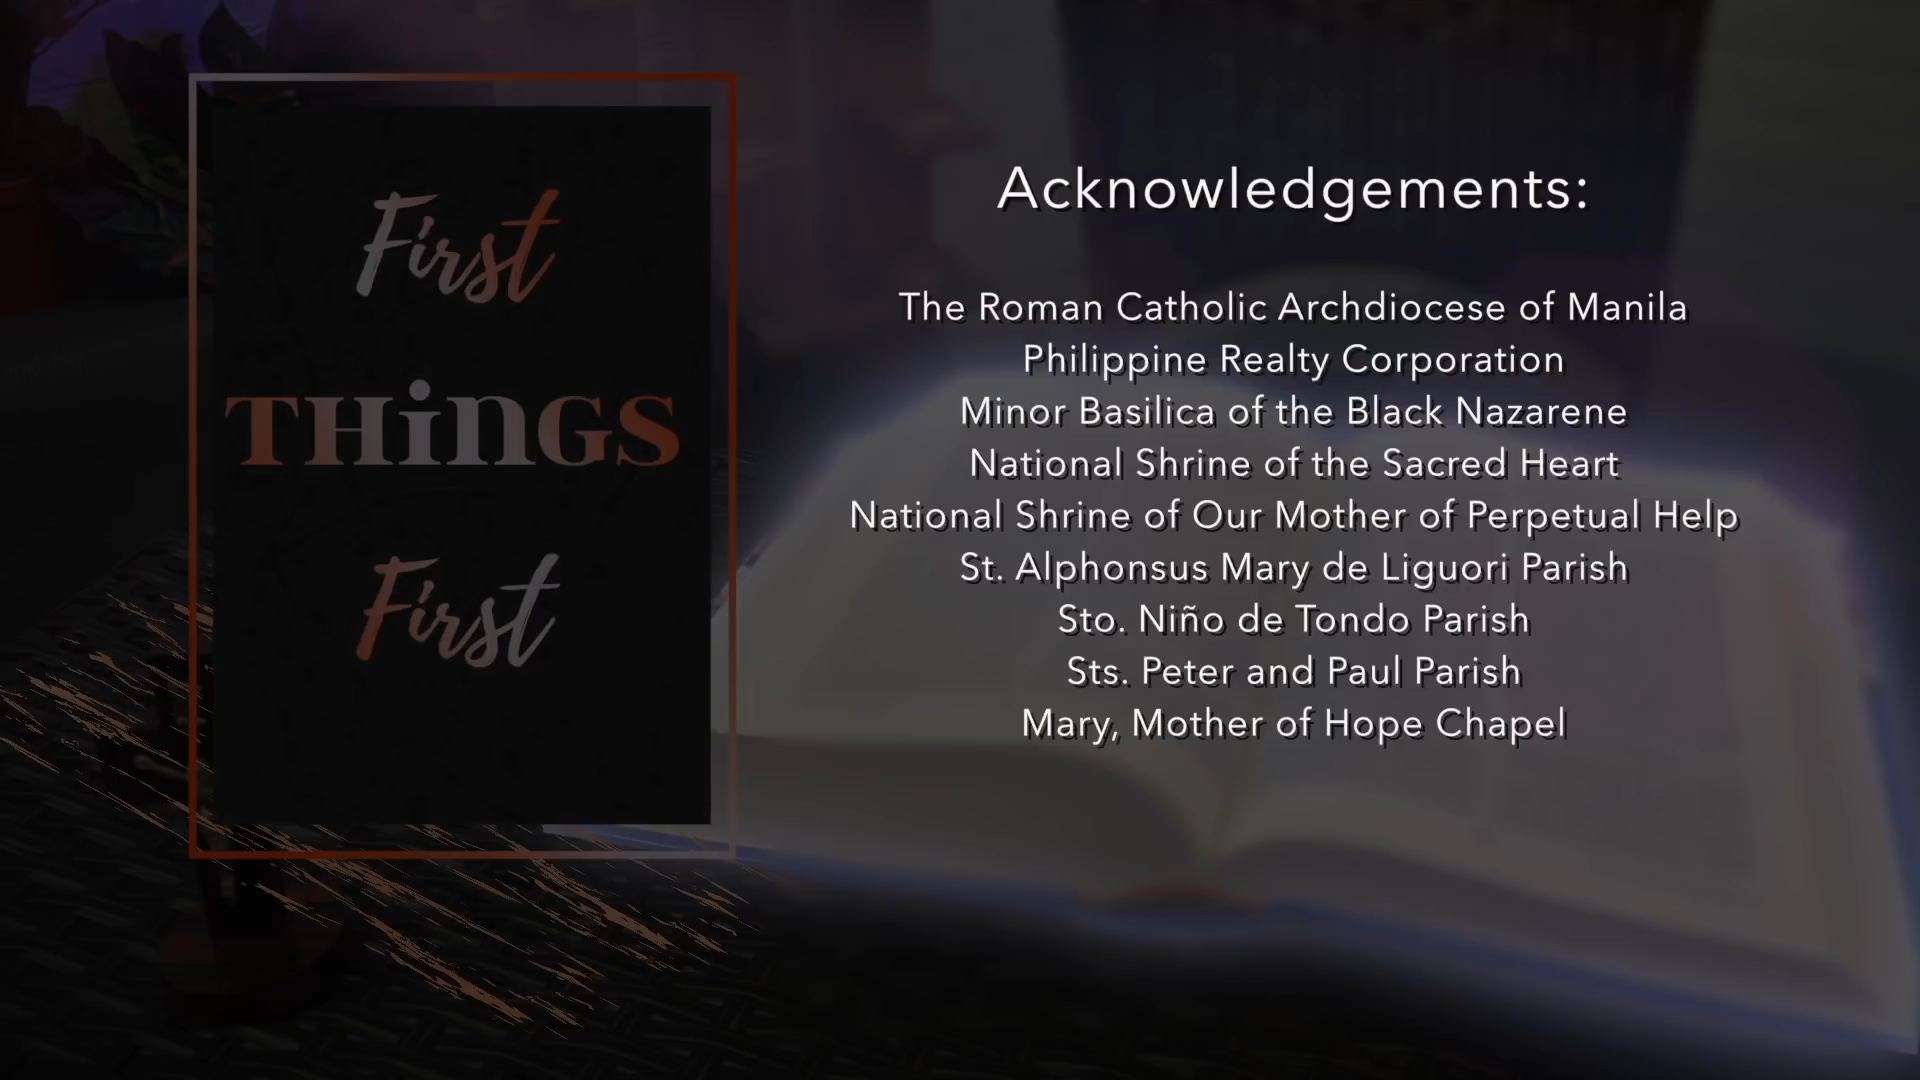 First
THiNGS
First
Acknowledgements:
The Roman Catholic Archdiocese of Manila
Philippine Realty Corporation
Minor Basilica of the Black Nazarene
National Shrine of the Sacred Heart
National Shrine of Our Mother of Perpetual Help
St. Alphonsus Mary de Liguori Parish
Sto. Niño de Tondo Parish
Sts. Peter and Paul Parish
Mary, Mother of Hope Chapel